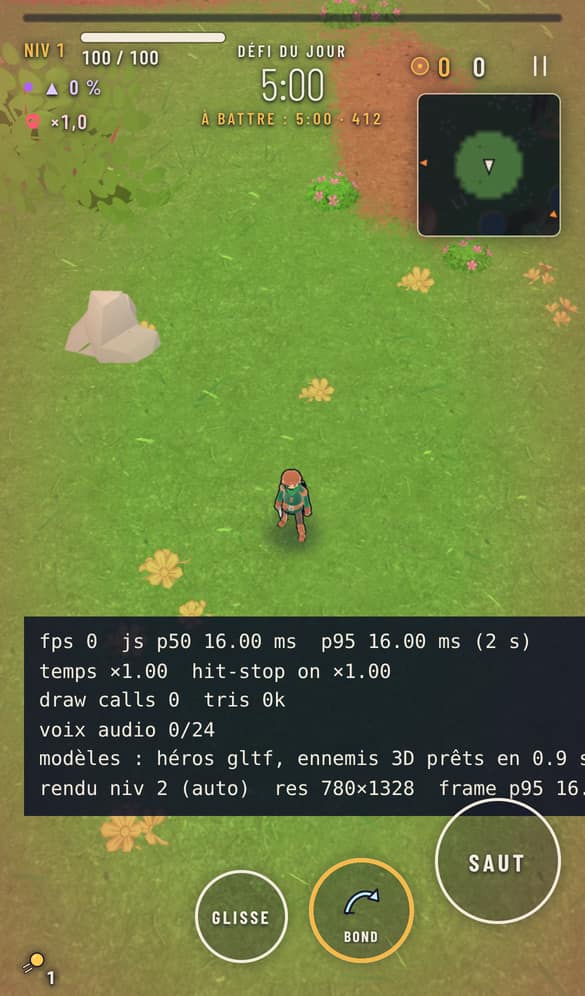 NIV 1
100 / 100
DÉFI DU JOUR
5:00
À BATTRE : 5:00 · 412
0 0
0 %
×1,0
fps 0 js p50 16.00 ms p95 16.00 ms (2 s)
temps ×1.00 hit-stop on ×1.00
draw calls 0 tris 0k
voix audio 0/24
modèles : héros gltf, ennemis 3D prêts en 0.9 s
rendu niv 2 (auto) res 780×1328 frame p95 16.
SAUT
GLISSE
BOND
1